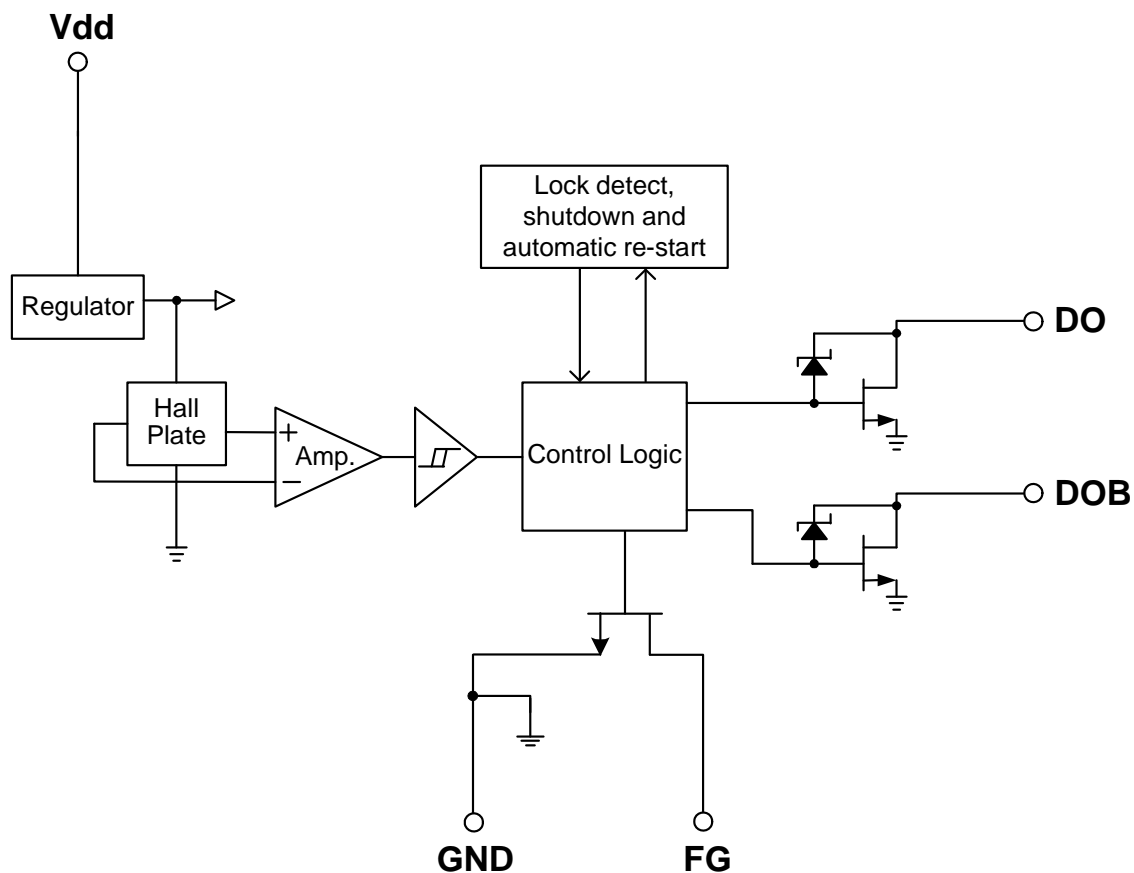 Vdd
Lock detect,
shutdown and
automatic re-start
Regulator
DO
Hall
Plate
+
Amp.
−
Control Logic
DOB
GND
FG